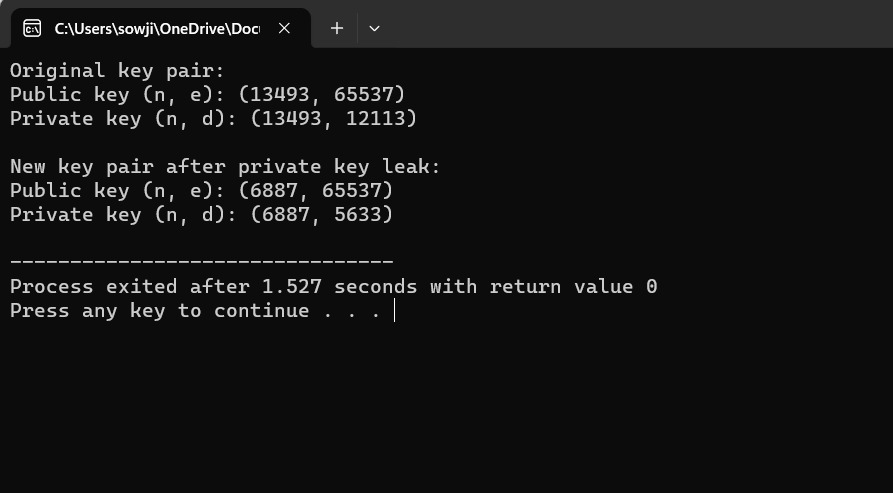 C:\Users\sowji\OneDrive\Docu
Original key pair:
Public key (n, e): (13493, 65537)
Private key (n, d): (13493, 12113)
New key pair after private key leak:
Public key (n, e): (6887, 65537)
Private key (n, d): (6887, 5633)
--------------------------------
Process exited after 1.527 seconds with return value 0
Press any key to continue . . .